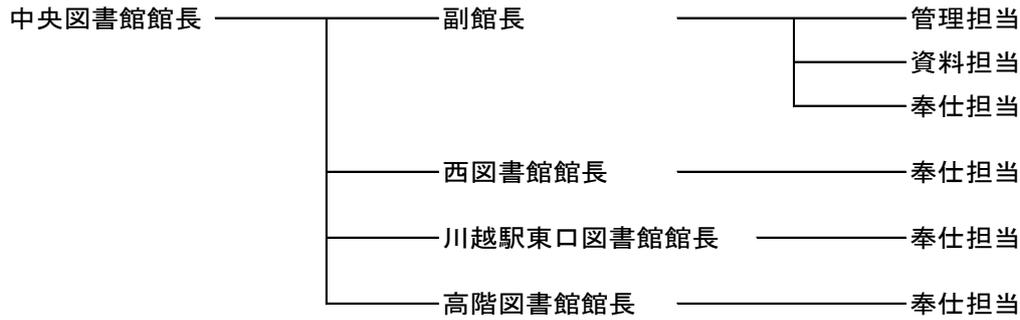 中央図書館館長 副館長 管理担当
資料担当
奉仕担当
西図書館館長 奉仕担当
川越駅東口図書館館長 奉仕担当
高階図書館館長 奉仕担当